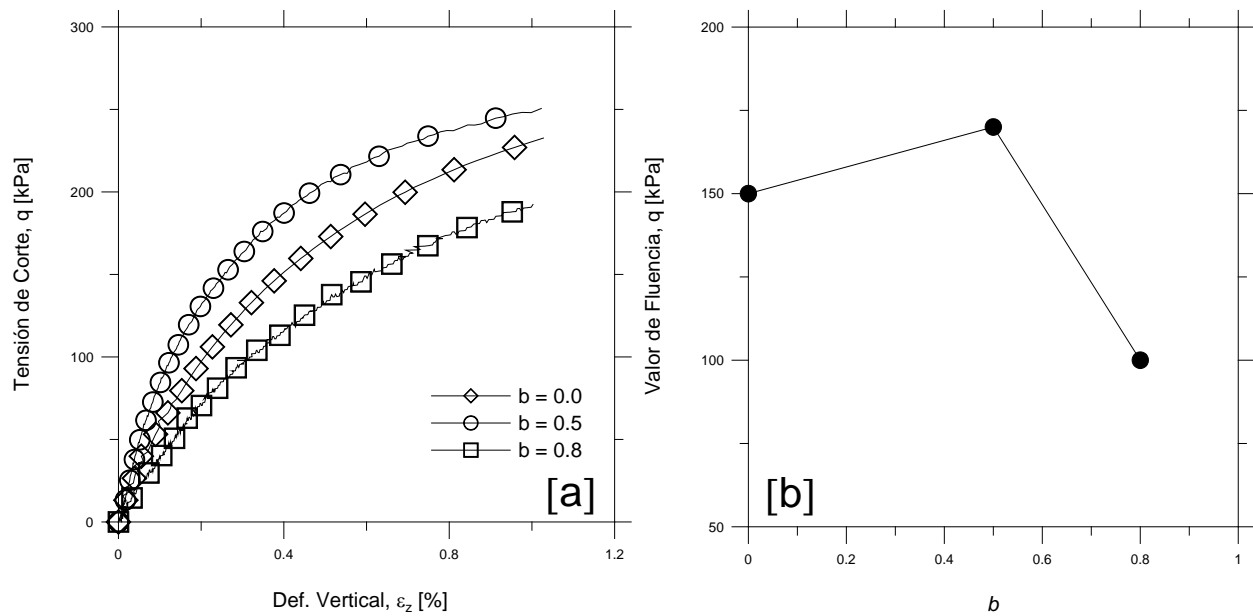 300
200
100
0
0
0.4
0.8
1.2
Tensión de Corte, q [kPa]
Def. Vertical, εz [%]
b = 0.0
b = 0.5
b = 0.8
[a]
200
150
100
50
0
0.2
0.4
0.6
0.8
1
Valor de Fluencia, q [kPa]
b
[b]